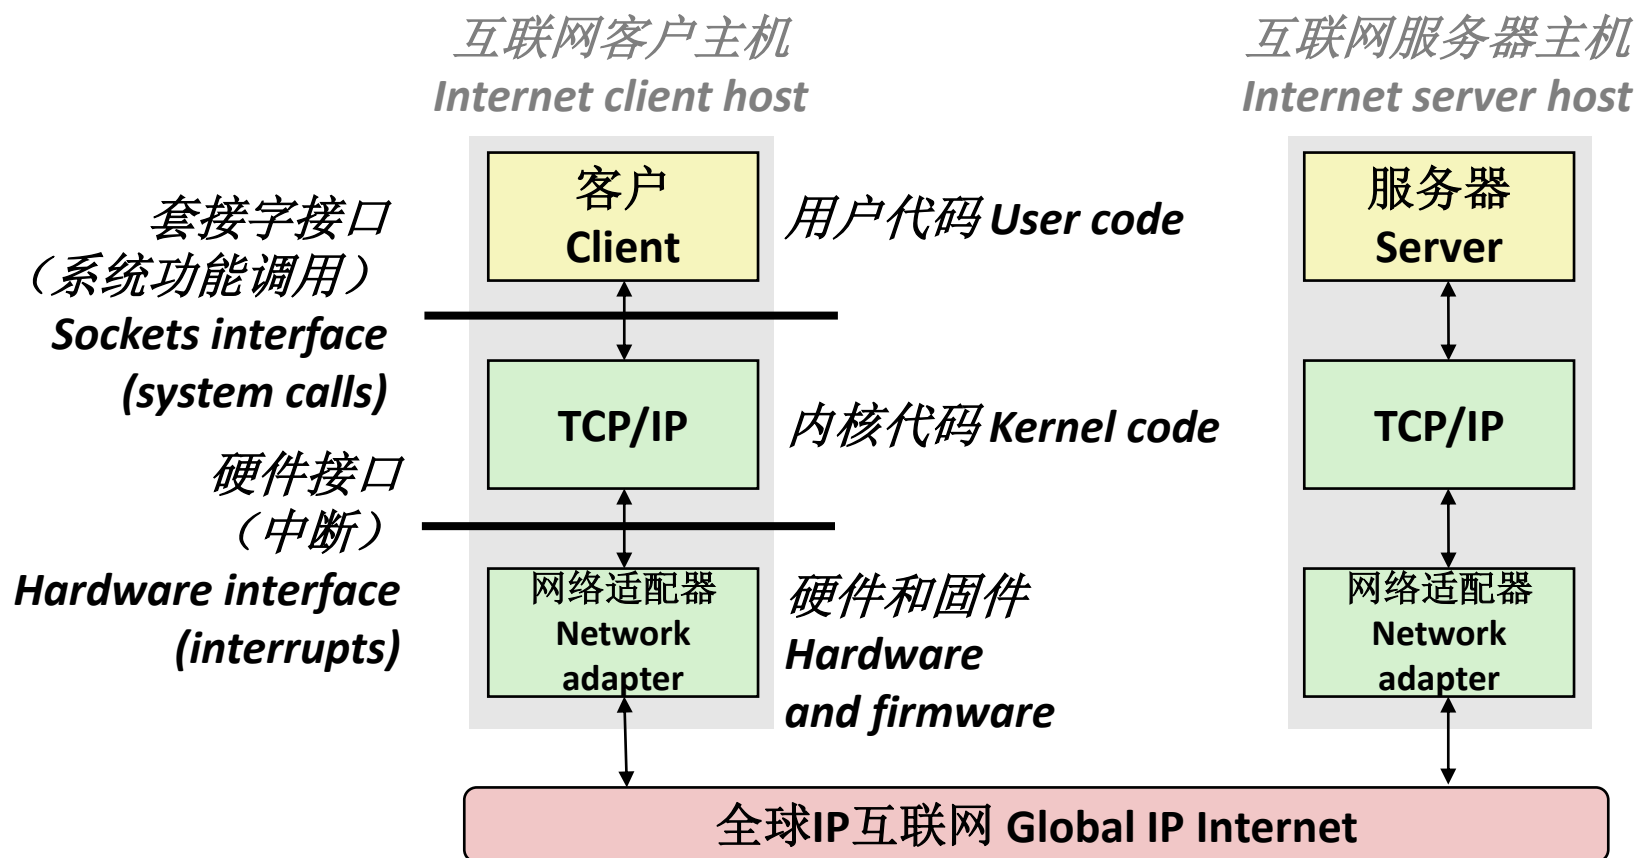 互联网客户主机
Internet client host
互联网服务器主机
Internet server host
客户
Client
服务器
Server
套接字接口
（系统功能调用）
Sockets interface
(system calls)
用户代码 User code
TCP/IP
内核代码 Kernel code
TCP/IP
硬件接口
（中断）
Hardware interface
(interrupts)
网络适配器
Network
adapter
硬件和固件
Hardware
and firmware
网络适配器
Network
adapter
全球IP互联网 Global IP Internet